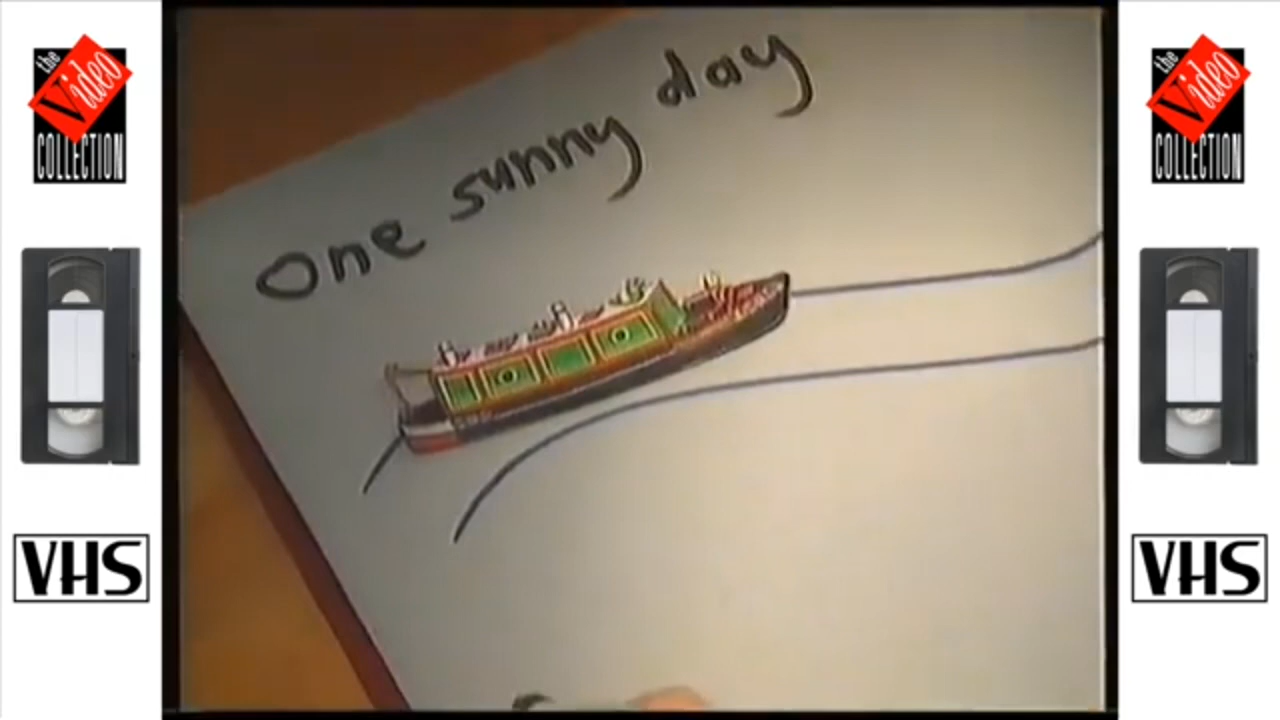 One sunny day
the
Video
COLLECTION
VHS
the
Video
COLLECTION
VHS